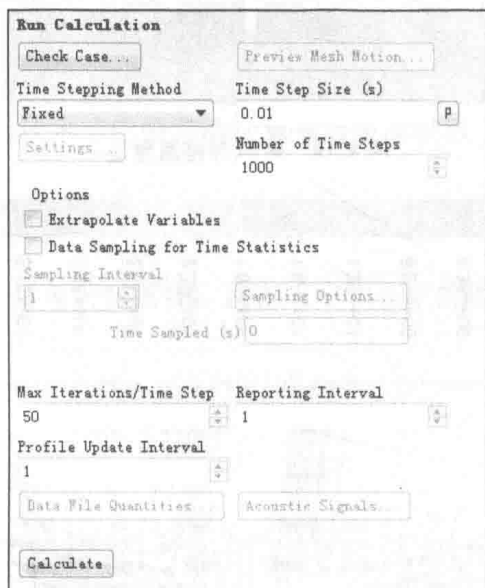 Run Calculation
Check Case... Preview Mesh Motion...
Time Stepping Method Time Step Size (s)
Fixed 0.01 P
Settings ... Number of Time Steps
1000
Options
Extrapolate Variables
Data Sampling for Time Statistics
Sampling Interval
1 Sampling Options...
Time Sampled (s) 0
Max Iterations/Time Step Reporting Interval
50 1
Profile Update Interval
1
Data File Quantities... Acoustic Signals...
Calculate